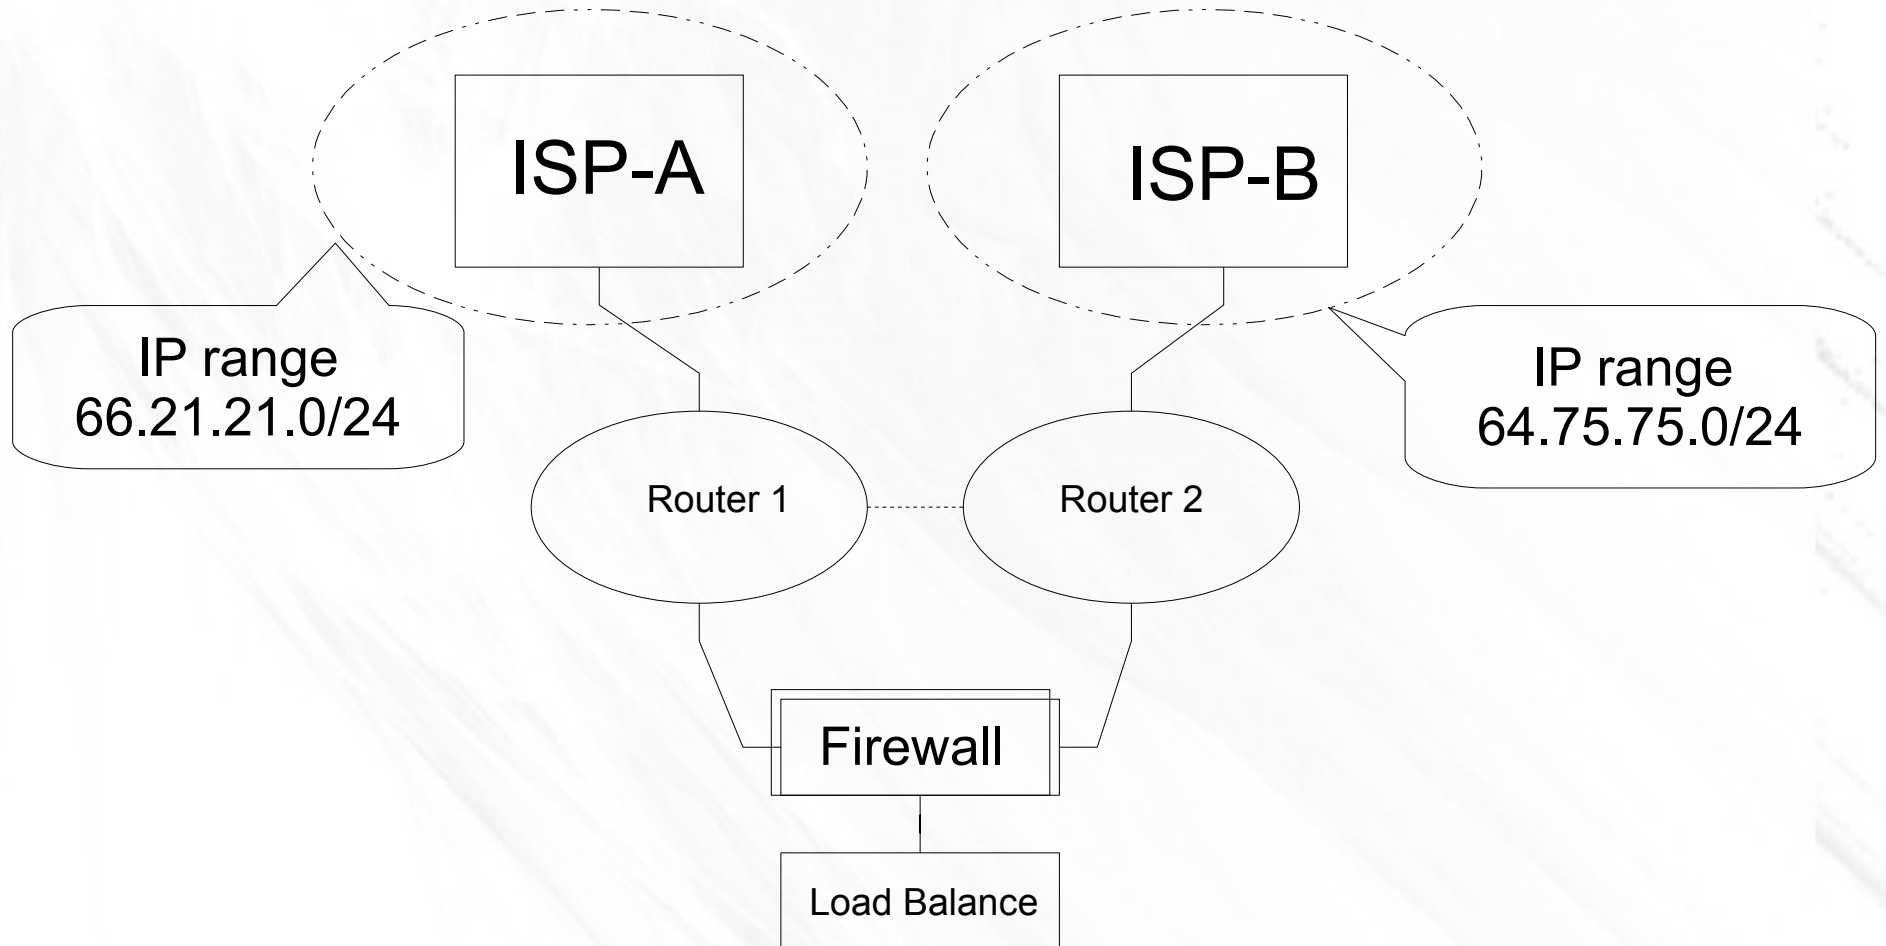 ISP-A
ISP-B
IP range
66.21.21.0/24
IP range
64.75.75.0/24
Router 1
Router 2
Firewall
Load Balance